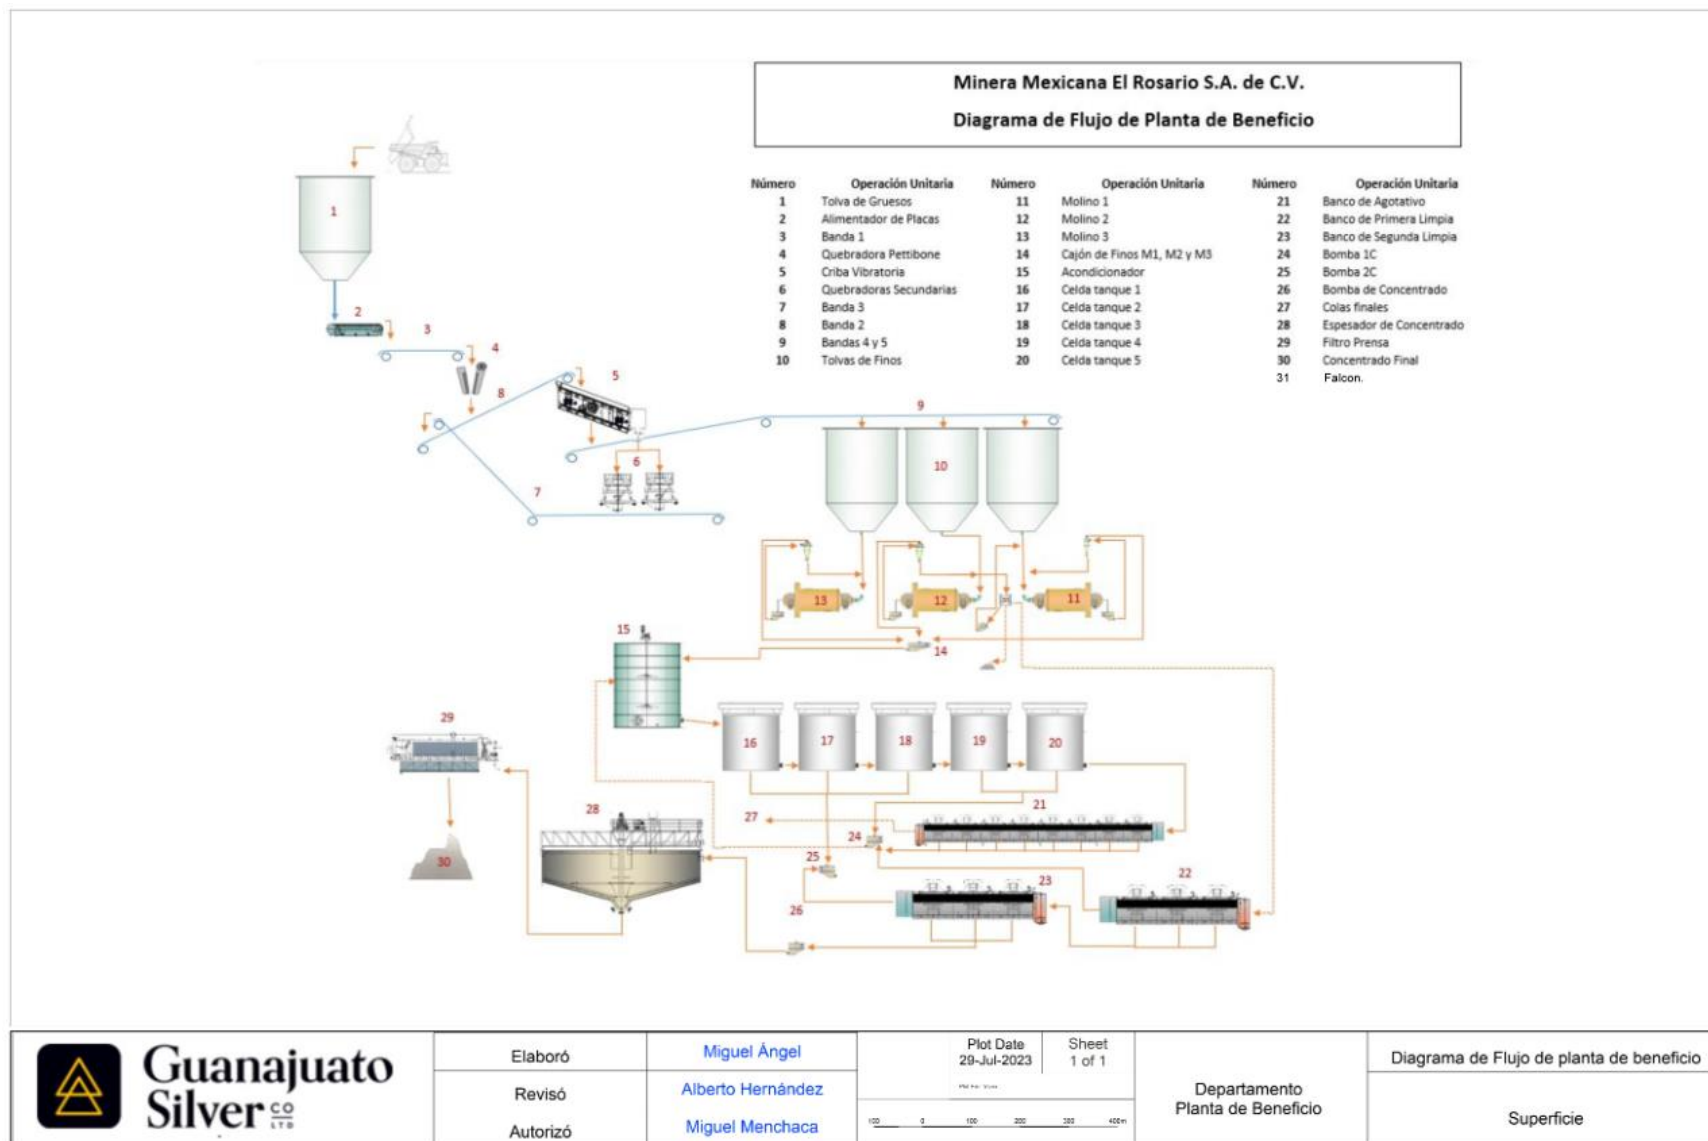 Minera Mexicana El Rosario S.A. de C.V.
Diagrama de Flujo de Planta de Beneficio
Número Operación Unitaria Número Operación Unitaria Número Operación Unitaria
1 Tolva de Gruesos 11 Molino 1 21 Banco de Agotativo
2 Alimentador de Placas 12 Molino 2 22 Banco de Primera Limpia
3 Banda 1 13 Molino 3 23 Banco de Segunda Limpia
4 Quebradora Pettibone 14 Cajón de Finos M1, M2 y M3 24 Bomba 1C
5 Criba Vibratoria 15 Acondicionador 25 Bomba 2C
6 Quebradoras Secundarias 16 Celda tanque 1 26 Bomba de Concentrado
7 Banda 3 17 Celda tanque 2 27 Colas finales
8 Banda 2 18 Celda tanque 3 28 Espesador de Concentrado
9 Bandas 4 y 5 19 Celda tanque 4 29 Filtro Prensa
10 Tolvas de Finos 20 Celda tanque 5 30 Concentrado Final
31 Falcon.
1
2
3
4
5
8
9
6
10
7
13
12
11
15
14
29
16
17
18
19
20
28
27
21
24
30
25
23
22
26
Guanajuato
Silver CO LTD
Elaboró Miguel Ángel
Revisó Alberto Hernández
Autorizó Miguel Menchaca
Plot Date
29-Jul-2023
Sheet
1 of 1
100 0 100 200 300 400m
Departamento
Planta de Beneficio
Diagrama de Flujo de planta de beneficio
Superficie